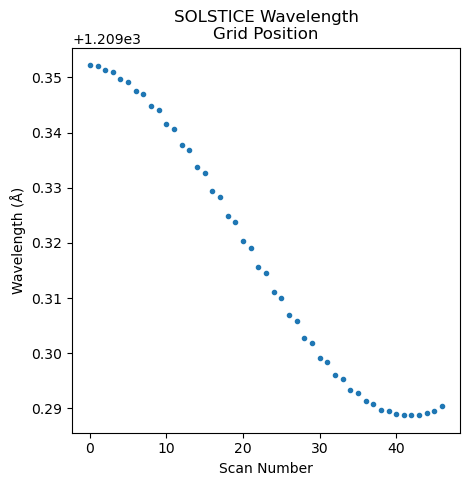 SOLSTICE Wavelength
Grid Position
+1.209e3
0.35
0.34
0.33
0.32
0.31
0.30
0.29
Wavelength (Å)
0 10 20 30 40
Scan Number